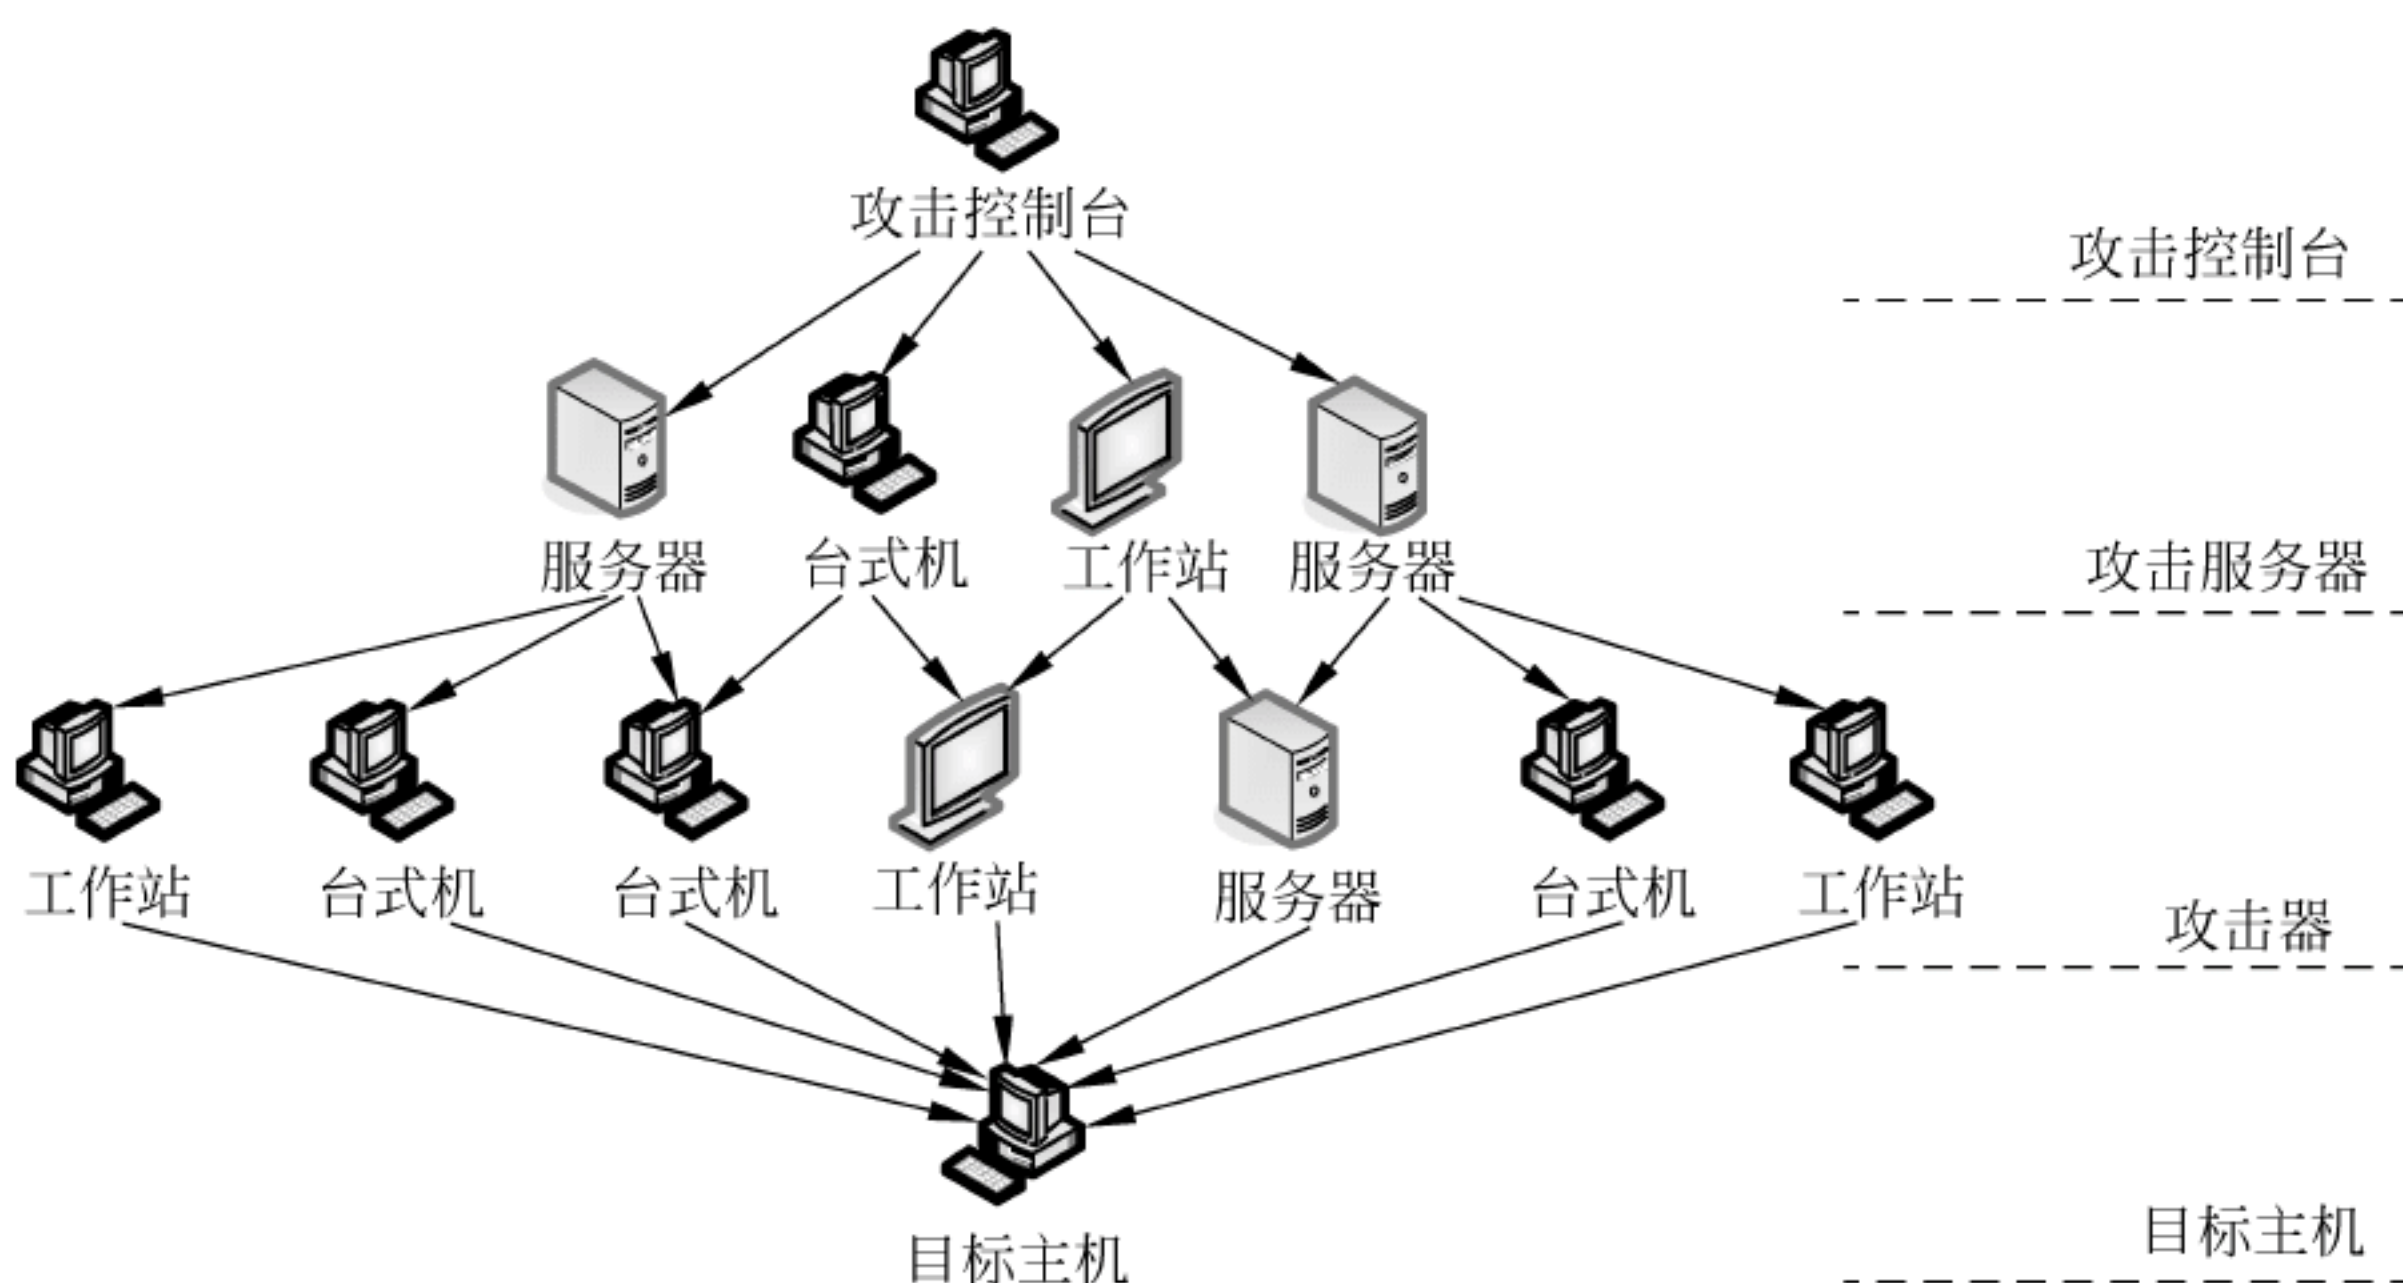 攻击控制台
攻击控制台
服务器 台式机 工作站 服务器
攻击服务器
工作站 台式机 台式机 工作站 服务器 台式机 工作站
攻击器
目标主机
目标主机